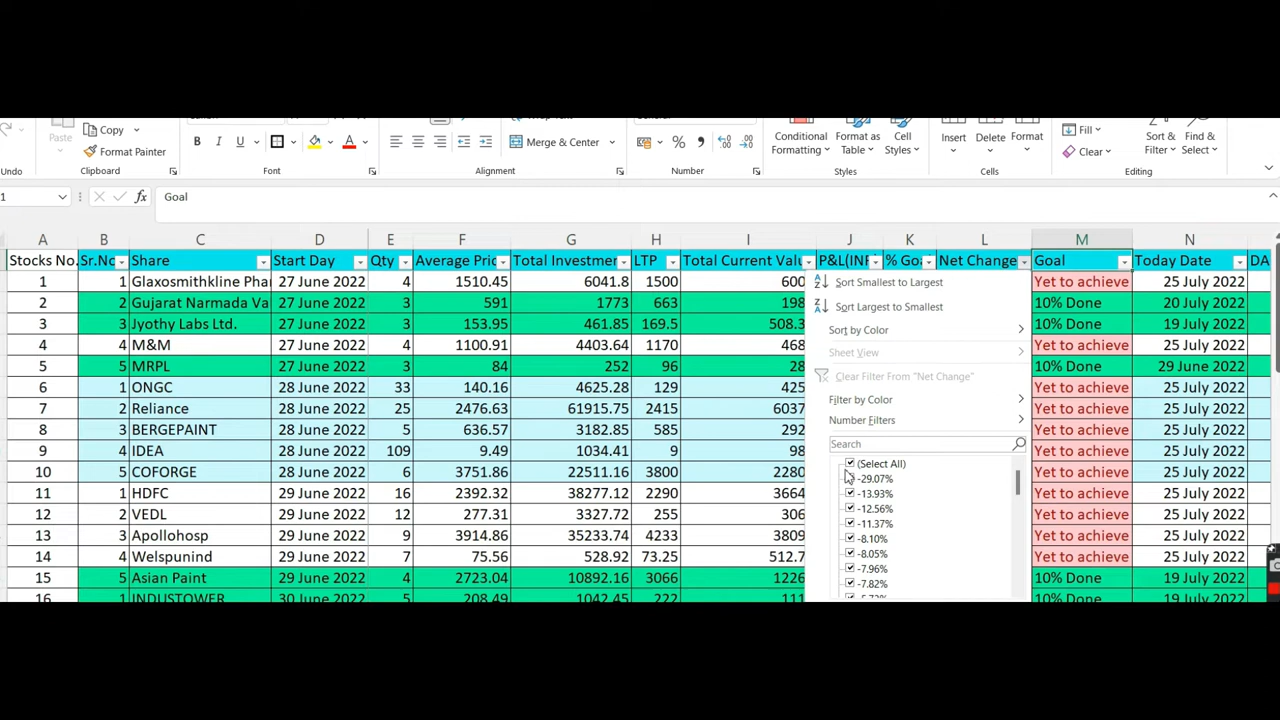 Copy
Paste
Format Painter
B I U A
Merge & Center
% ,
Conditional Formatting
Format as Table
Cell Styles
Insert
Delete
Format
Fill
Clear
Sort & Filter
Find & Select
Undo
Clipboard
Font
Alignment
Number
Styles
Cells
Editing
1 fx Goal
A B C D E F G H I J K L M N
Stocks No. Sr.No Share Start Day Qty Average Pric Total Investmen LTP Total Current Valu P&L(INF % Goa Net Change Goal Today Date DA
1 1 Glaxosmithkline Phar 27 June 2022 4 1510.45 6041.8 1500 600 Yet to achieve 25 July 2022
2 2 Gujarat Narmada Va 27 June 2022 3 591 1773 663 198 10% Done 20 July 2022
3 3 Jyothy Labs Ltd. 27 June 2022 3 153.95 461.85 169.5 508.3 10% Done 19 July 2022
4 4 M&M 27 June 2022 4 1100.91 4403.64 1170 468 Yet to achieve 25 July 2022
5 5 MRPL 27 June 2022 3 84 252 96 28 10% Done 29 June 2022
6 1 ONGC 28 June 2022 33 140.16 4625.28 129 425 Yet to achieve 25 July 2022
7 2 Reliance 28 June 2022 25 2476.63 61915.75 2415 6037 Yet to achieve 25 July 2022
8 3 BERGEPAINT 28 June 2022 5 636.57 3182.85 585 292 Yet to achieve 25 July 2022
9 4 IDEA 28 June 2022 109 9.49 1034.41 9 98 Yet to achieve 25 July 2022
10 5 COFORGE 28 June 2022 6 3751.86 22511.16 3800 2280 Yet to achieve 25 July 2022
11 1 HDFC 29 June 2022 16 2392.32 38277.12 2290 3664 Yet to achieve 25 July 2022
12 2 VEDL 29 June 2022 12 277.31 3327.72 255 306 Yet to achieve 25 July 2022
13 3 Apollohosp 29 June 2022 9 3914.86 35233.74 4233 3809 Yet to achieve 25 July 2022
14 4 Welspunind 29 June 2022 7 75.56 528.92 73.25 512.7 Yet to achieve 25 July 2022
15 5 Asian Paint 29 June 2022 4 2723.04 10892.16 3066 1226 10% Done 19 July 2022
16 1 INDUSTOWER 30 June 2022 5 208.49 1042.45 222 111 10% Done 19 July 2022
Sort Smallest to Largest
Sort Largest to Smallest
Sort by Color
Sheet View
Clear Filter From "Net Change"
Filter by Color
Number Filters
Search
(Select All)
-29.07%
-13.93%
-12.56%
-11.37%
-8.10%
-8.05%
-7.96%
-7.82%